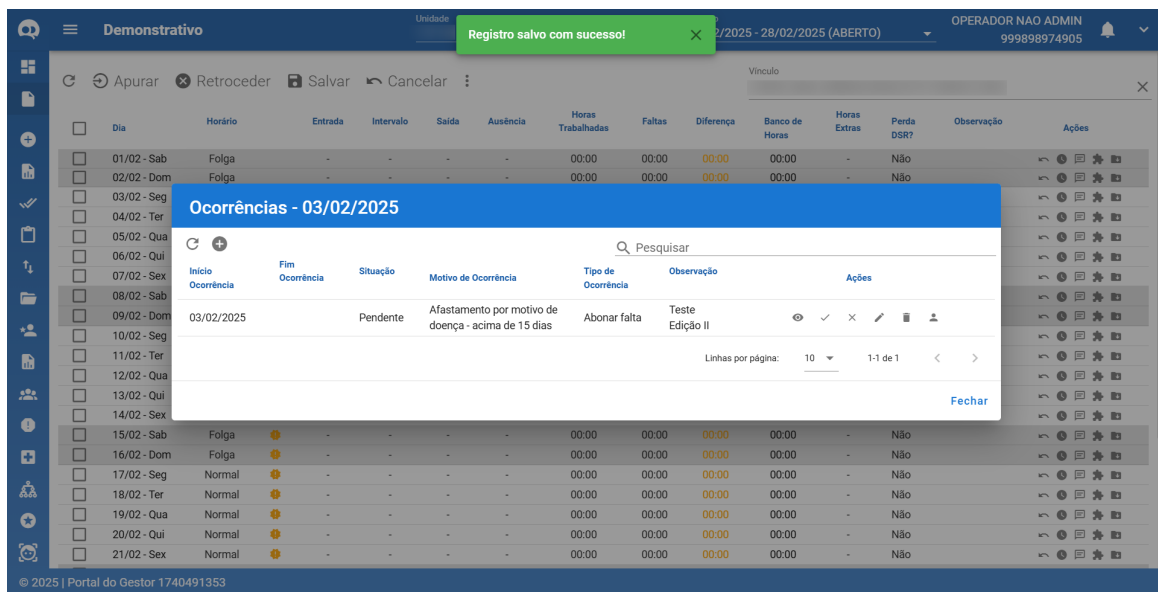 Demonstrativo
Unidade
Registro salvo com sucesso!
2/2025 - 28/02/2025 (ABERTO)
OPERADOR NAO ADMIN
999898974905
Apurar
Retroceder
Salvar
Cancelar
Vínculo
Dia Horário Entrada Intervalo Saída Ausência Horas Trabalhadas Faltas Diferença Banco de Horas Horas Extras Perda DSR? Observação Ações
01/02 - Sab Folga - - - - 00:00 00:00 00:00 00:00 - Não
02/02 - Dom Folga - - - - 00:00 00:00 00:00 00:00 - Não
03/02 - Seg
04/02 - Ter
05/02 - Qua
06/02 - Qui
07/02 - Sex
08/02 - Sab
09/02 - Dom
10/02 - Seg
11/02 - Ter
12/02 - Qua
13/02 - Qui
14/02 - Sex
Ocorrências - 03/02/2025
Pesquisar
Início Ocorrência Fim Ocorrência Situação Motivo de Ocorrência Tipo de Ocorrência Observação Ações
03/02/2025 Pendente Afastamento por motivo de doença - acima de 15 dias Abonar falta Teste Edição II
Linhas por página: 10 1-1 de 1
Fechar
15/02 - Sab Folga - - - - 00:00 00:00 00:00 00:00 - Não
16/02 - Dom Folga - - - - 00:00 00:00 00:00 00:00 - Não
17/02 - Seg Normal - - - - 00:00 00:00 00:00 00:00 - Não
18/02 - Ter Normal - - - - 00:00 00:00 00:00 00:00 - Não
19/02 - Qua Normal - - - - 00:00 00:00 00:00 00:00 - Não
20/02 - Qui Normal - - - - 00:00 00:00 00:00 00:00 - Não
21/02 - Sex Normal - - - - 00:00 00:00 00:00 00:00 - Não
© 2025 | Portal do Gestor 1740491353